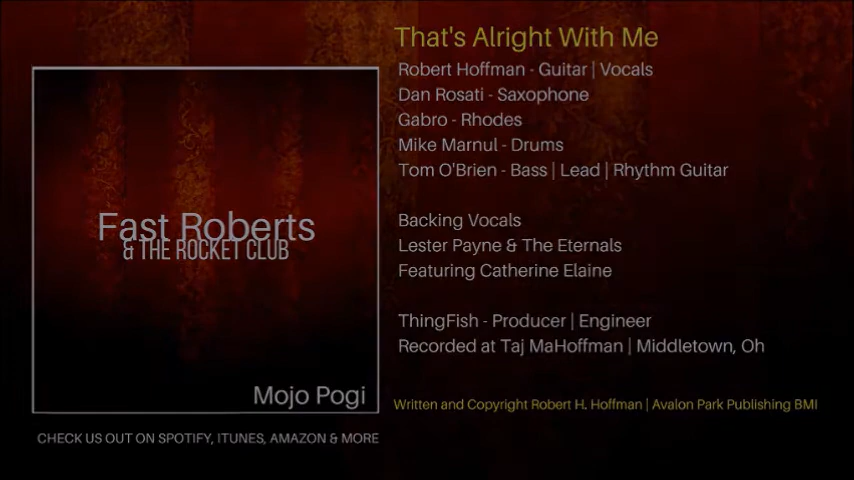 That's Alright With Me
Robert Hoffman - Guitar | Vocals
Dan Rosati - Saxophone
Gabro - Rhodes
Mike Marnul - Drums
Tom O'Brien - Bass | Lead | Rhythm Guitar
Backing Vocals
Lester Payne & The Eternals
Featuring Catherine Elaine
ThingFish - Producer | Engineer
Recorded at Taj MaHoffman | Middletown, Oh
Written and Copyright Robert H. Hoffman | Avalon Park Publishing BMI
Fast Roberts
& THE ROCKET CLUB
Mojo Pogi
CHECK US OUT ON SPOTIFY, ITUNES, AMAZON & MORE